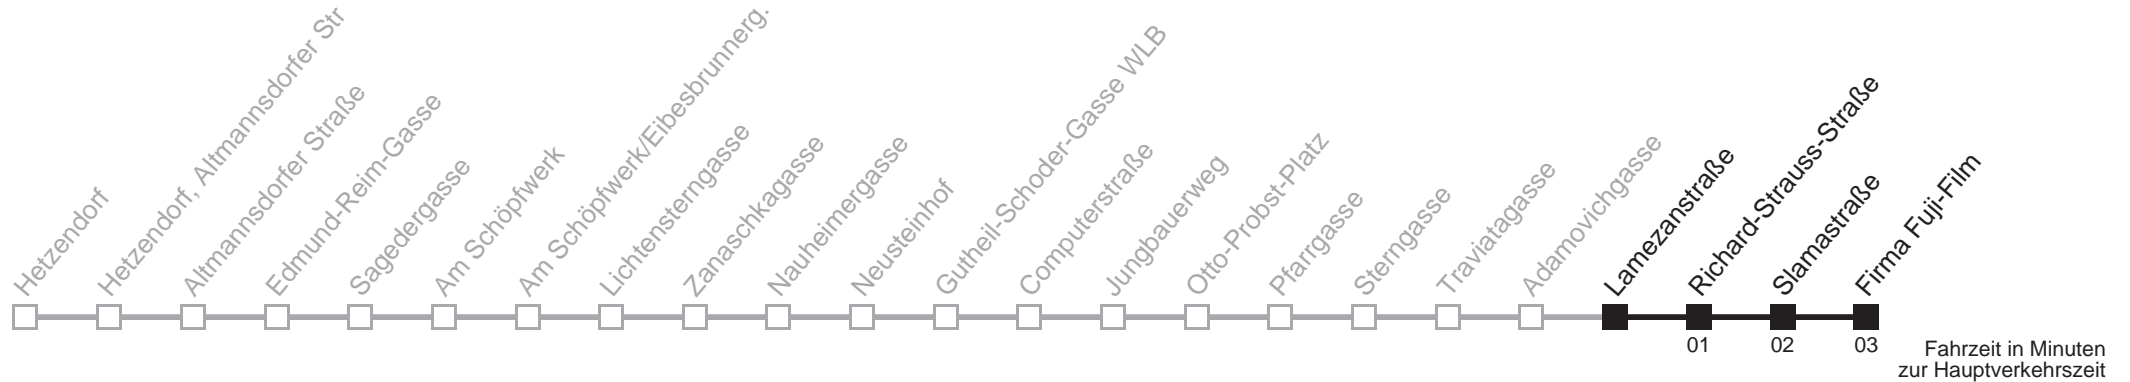 Hetzendorf
Hetzendorf, Altmannsdorfer Str
Altmannsdorfer Straße
Edmund-Reim-Gasse
Sagedergasse
Am Schöpfwerk
Am Schöpfwerk/Eibesbrunnerg.
Lichtensterngasse
Zanaschkagasse
Nauheimergasse
Neusteinhof
Gutheil-Schoder-Gasse WLB
Computerstraße
Jungbauerweg
Otto-Probst-Platz
Pfarrgasse
Sterngasse
Traviatagasse
Adamovichgasse
Lamezanstraße
Richard-Strauss-Straße
Slamastraße
Firma Fuji-Film
01 02 03
Fahrzeit in Minuten
zur Hauptverkehrszeit